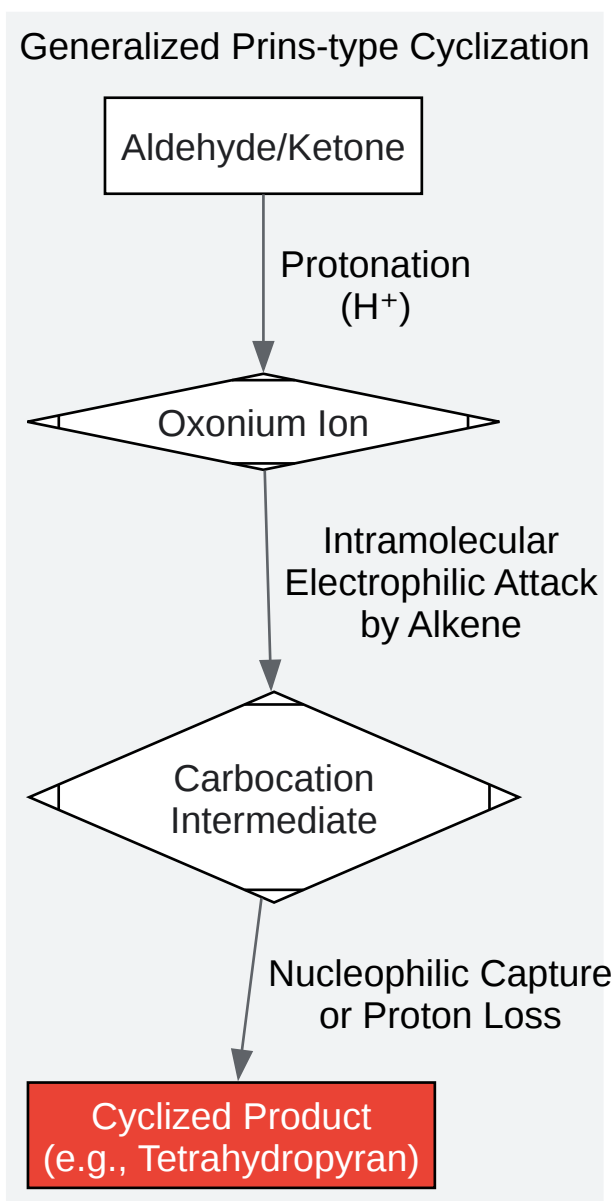 Generalized Prins-type Cyclization
Aldehyde/Ketone
Protonation
(H⁺)
Oxonium Ion
Intramolecular
Electrophilic Attack
by Alkene
Carbocation
Intermediate
Nucleophilic Capture
or Proton Loss
Cyclized Product
(e.g., Tetrahydropyran)